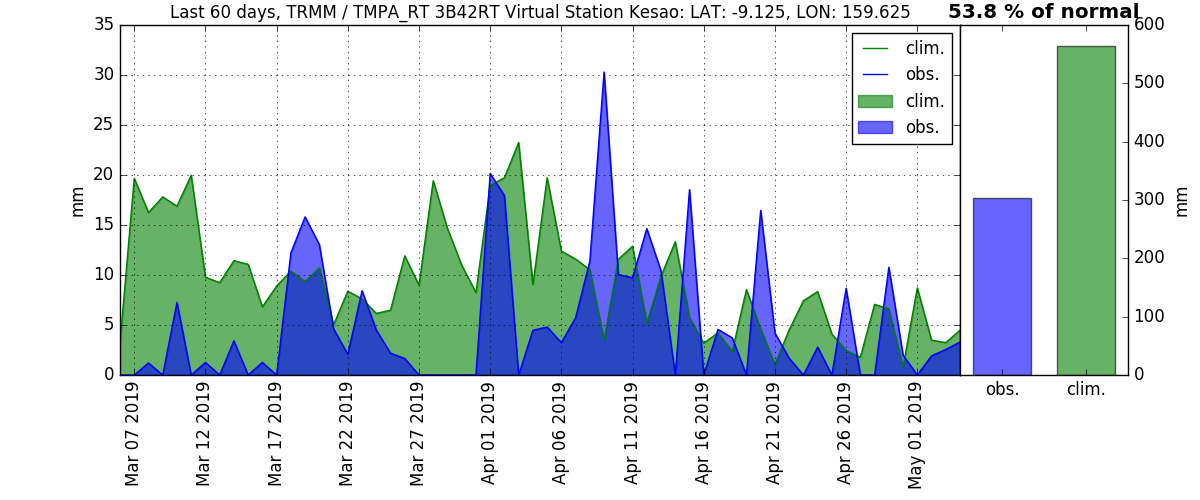 Last 60 days, TRMM / TMPA_RT 3B42RT Virtual Station Kesao: LAT: -9.125, LON: 159.625
53.8 % of normal
35
30
25
20
15
10
5
0
mm
clim.
obs.
clim.
obs.
600
500
400
300
200
100
0
mm
obs.
clim.
Mar 07 2019
Mar 12 2019
Mar 17 2019
Mar 22 2019
Mar 27 2019
Apr 01 2019
Apr 06 2019
Apr 11 2019
Apr 16 2019
Apr 21 2019
Apr 26 2019
May 01 2019